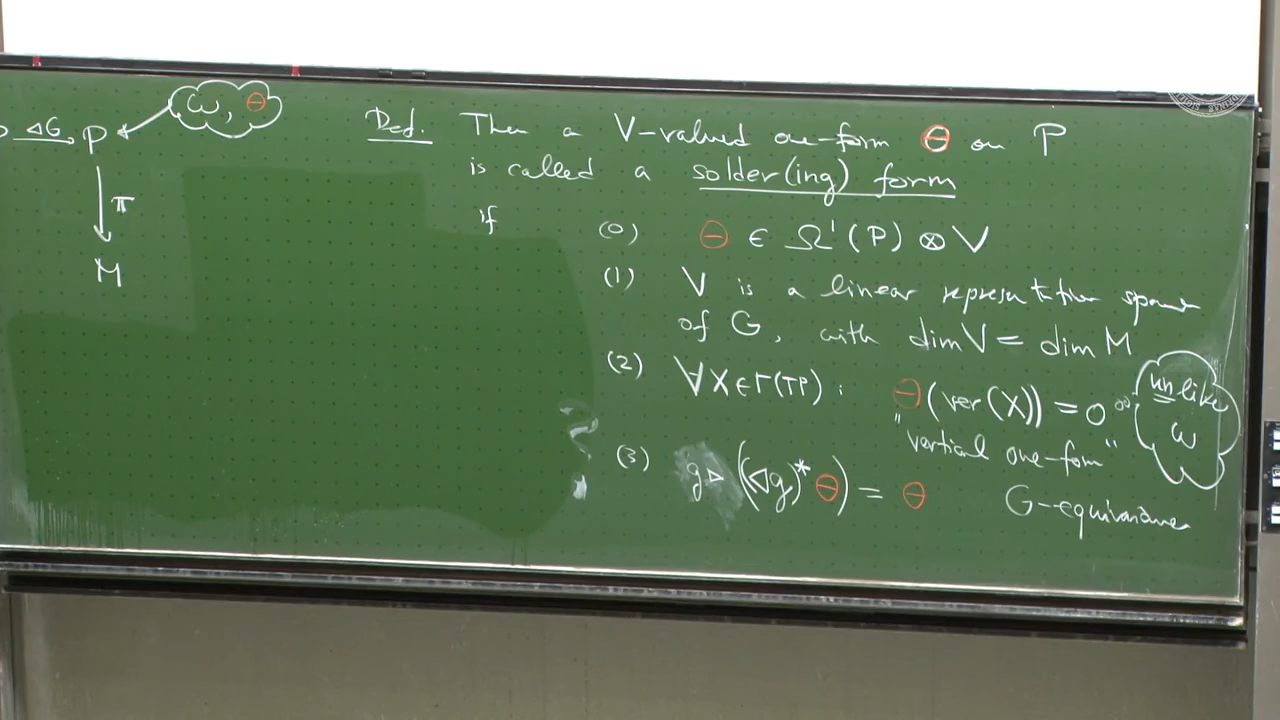 ◁G P
ω, Θ
π
M
Def. Then a V-valued one-form Θ on P
is called a solder(ing) form
if (0) Θ ∈ Ω¹(P) ⊗ V
(1) V is a linear representation space
of G, with dim V = dim M
(2) ∀X∈Γ(TP) : Θ(ver(X)) = 0
"vertical one-form"
unlike
ω
(3) g▷((◁g)*Θ) = Θ G-equivariance